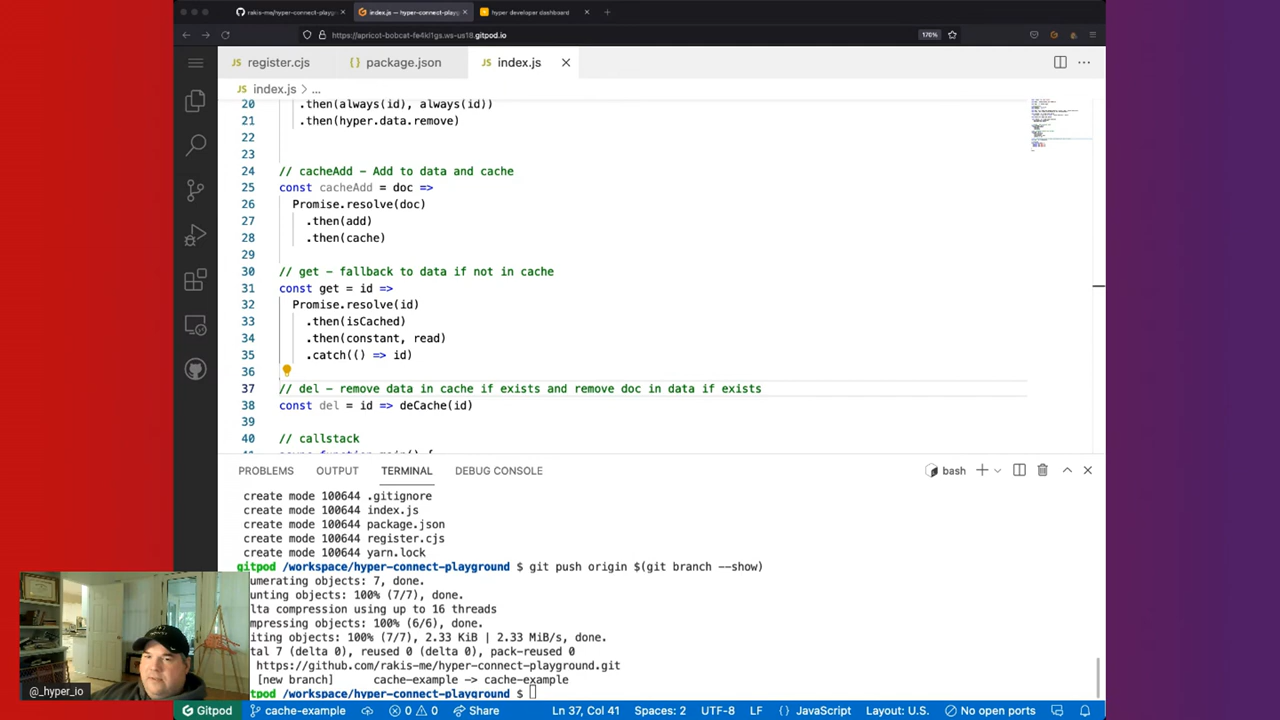 rakis-me/hyper-connect-playgr
index.js — hyper-connect-playg
hyper developer dashboard
https://apricot-bobcat-fe4kl1gs.ws-us18.gitpod.io
170%
register.cjs
package.json
index.js
index.js > ...
20 .then(always(id), always(id))
21 .then(hyper.data.remove)
22
23
24 // cacheAdd - Add to data and cache
25 const cacheAdd = doc =>
26 Promise.resolve(doc)
27 .then(add)
28 .then(cache)
29
30 // get - fallback to data if not in cache
31 const get = id =>
32 Promise.resolve(id)
33 .then(isCached)
34 .then(constant, read)
35 .catch(() => id)
36
37 // del - remove data in cache if exists and remove doc in data if exists
38 const del = id => deCache(id)
39
40 // callstack
PROBLEMS OUTPUT TERMINAL DEBUG CONSOLE
bash
create mode 100644 .gitignore
create mode 100644 index.js
create mode 100644 package.json
create mode 100644 register.cjs
create mode 100644 yarn.lock
gitpod /workspace/hyper-connect-playground $ git push origin $(git branch --show)
umerating objects: 7, done.
unting objects: 100% (7/7), done.
lta compression using up to 16 threads
mpressing objects: 100% (6/6), done.
iting objects: 100% (7/7), 2.33 KiB | 2.33 MiB/s, done.
tal 7 (delta 0), reused 0 (delta 0), pack-reused 0
https://github.com/rakis-me/hyper-connect-playground.git
[new branch] cache-example -> cache-example
tpod /workspace/hyper-connect-playground $
@_hyper_io
Gitpod
cache-example
0
0
Share
Ln 37, Col 41
Spaces: 2
UTF-8
LF
JavaScript
Layout: U.S.
No open ports